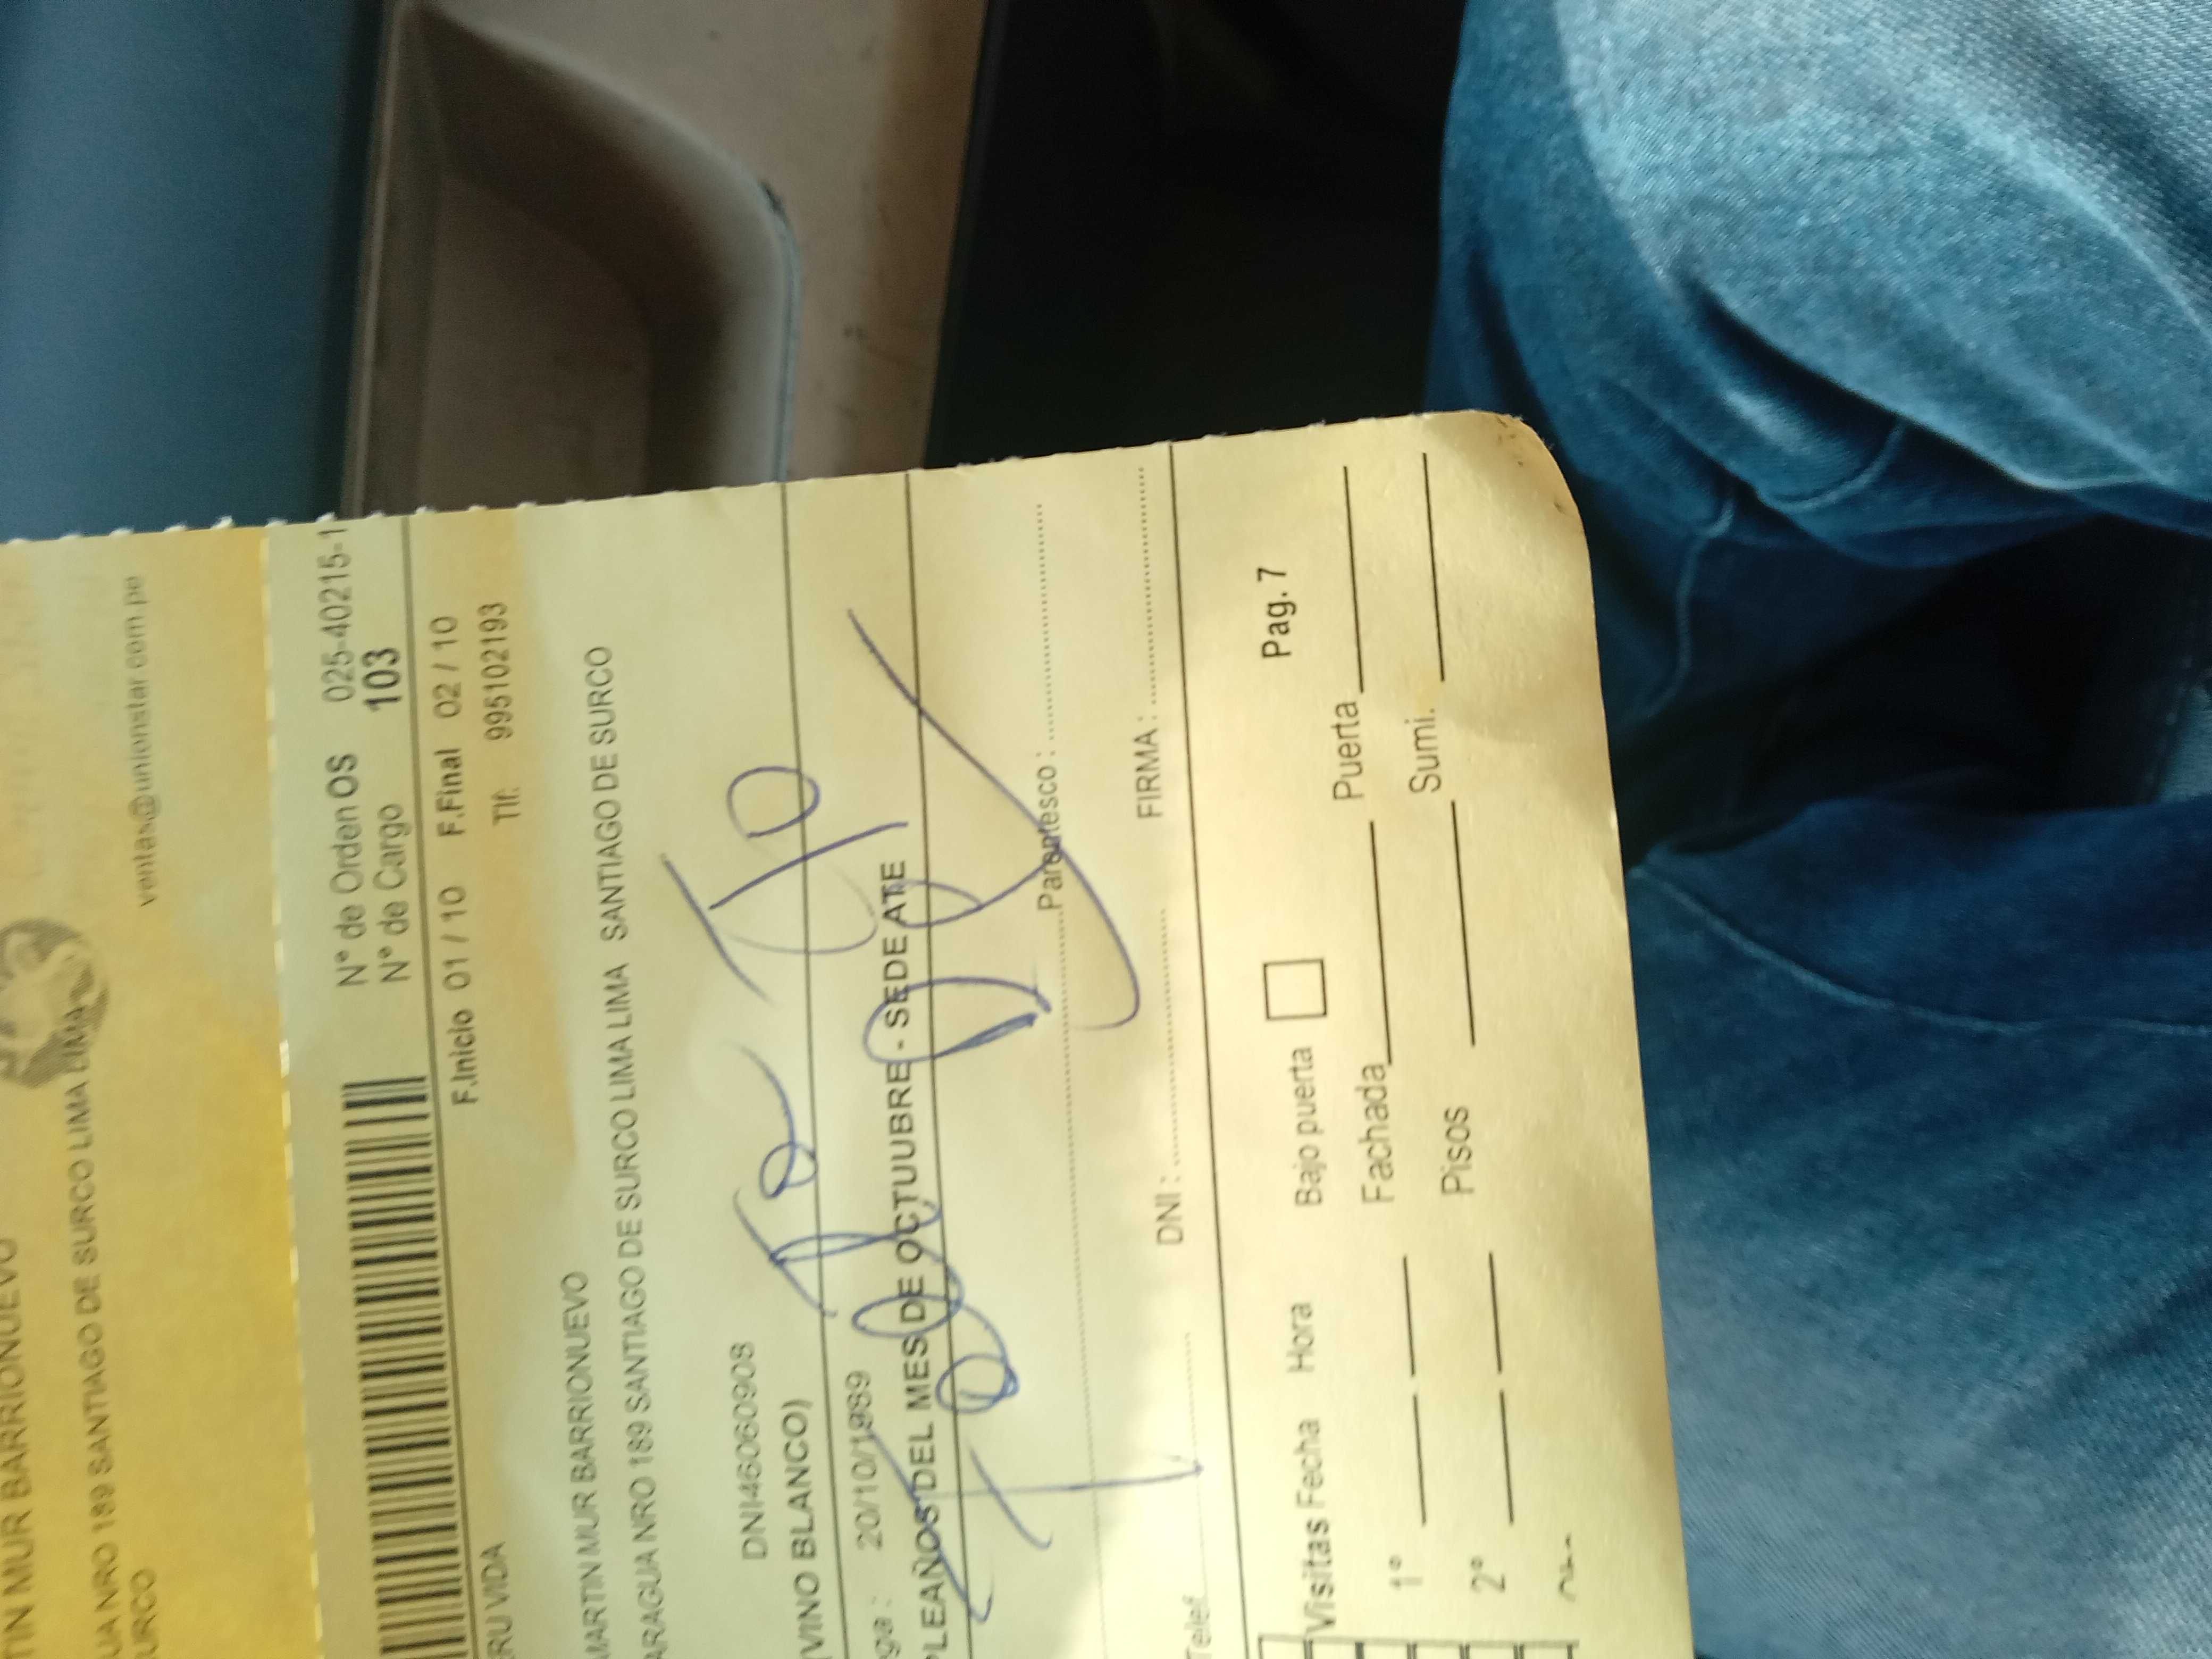 TIN MUR BARRIONUEVO
UA NRO 189 SANTIAGO DE SURCO LIMA LIMA
URCO
ventas@unionstar.com.pe
N° de Orden OS 025-40215-1
N° de Cargo 103
F.Inicio 01 / 10 F.Final 02 / 10
RU VIDA
Tlf: 995102193
MARTIN MUR BARRIONUEVO
ARAGUA NRO 189 SANTIAGO DE SURCO LIMA LIMA SANTIAGO DE SURCO
DNI46060908
(VINO BLANCO)
ga : 20/10/1989
PLEAÑOS DEL MES DE OCTUUBRE - SEDE ATE
Parentesco :
Telef. DNI : FIRMA :
Pag. 7
Visitas Fecha Hora Bajo puerta
1° Fachada Puerta
2° Pisos Sumi.